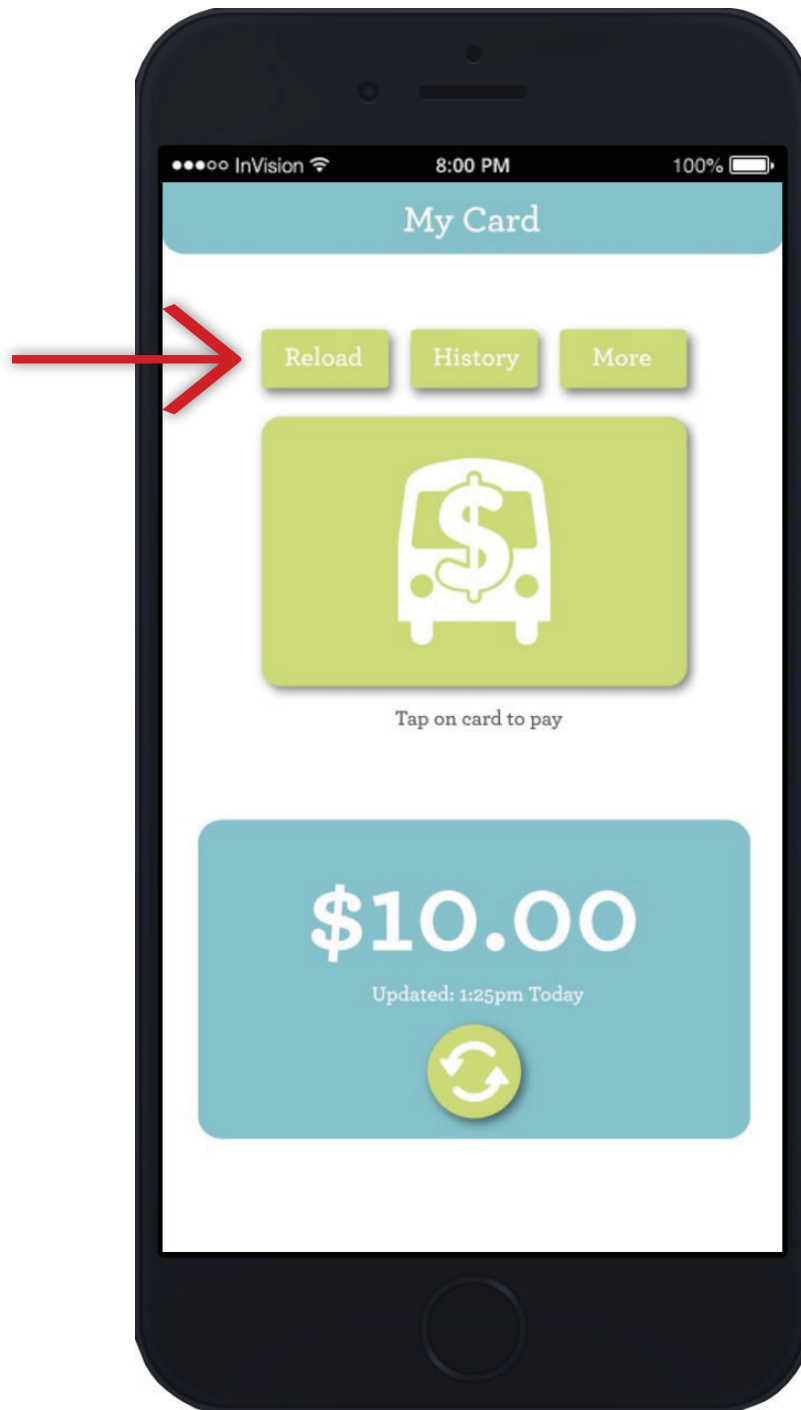 ●●●○○ InVision 8:00 PM 100%
My Card
Reload History More
$
Tap on card to pay
$10.00
Updated: 1:25pm Today